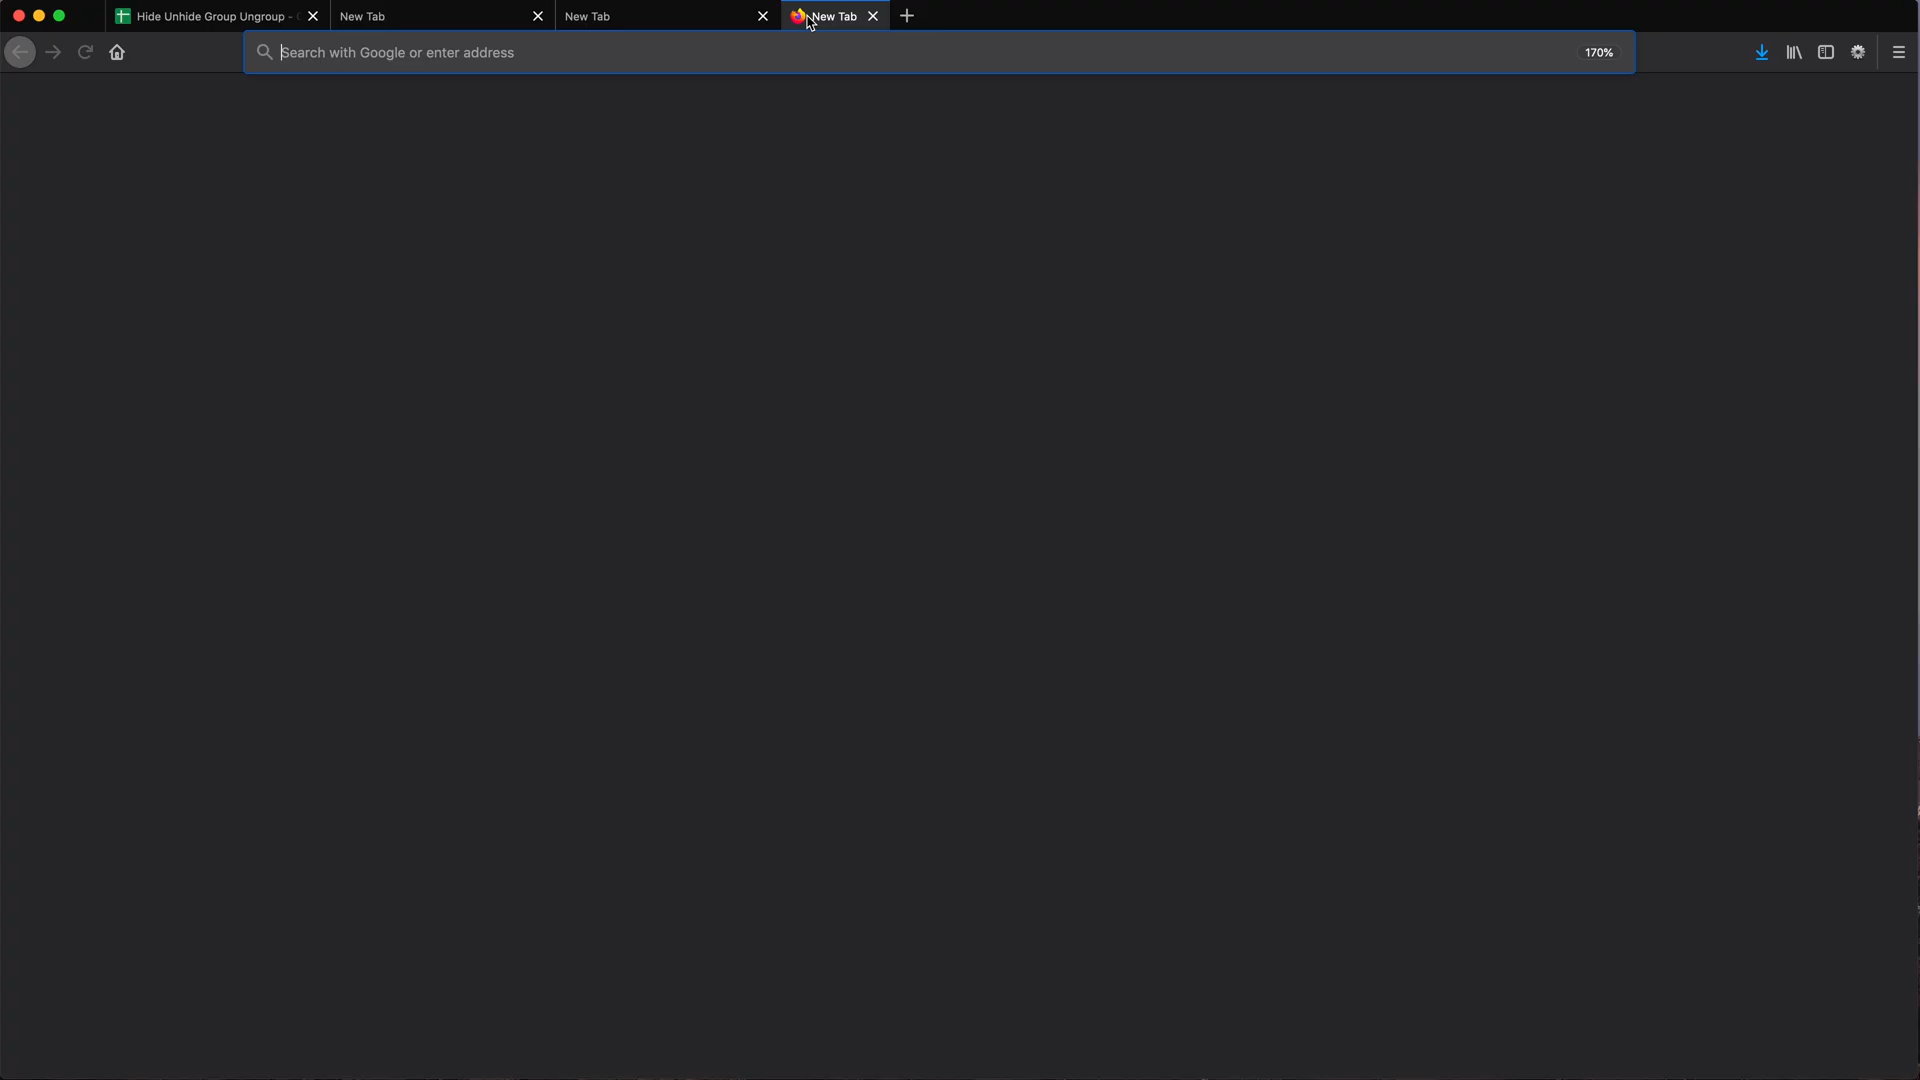 Hide Unhide Group Ungroup -
New Tab
New Tab
New Tab
Search with Google or enter address
170%